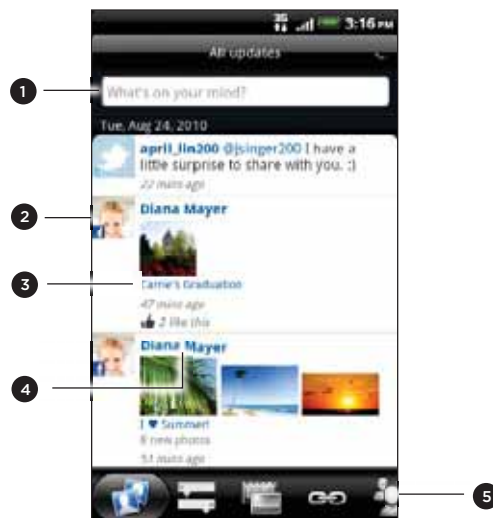 3G 3:16 PM
All updates
1
What's on your mind?
Tue, Aug 24, 2010
april_lin200 @jsinger200 I have a
little surprise to share with you. :)
22 mins ago
2
Diana Mayer
3
Carrie's Graduation
47 mins ago
2 like this
Diana Mayer
4
I ♥ Summer!
8 new photos
51 mins ago
5